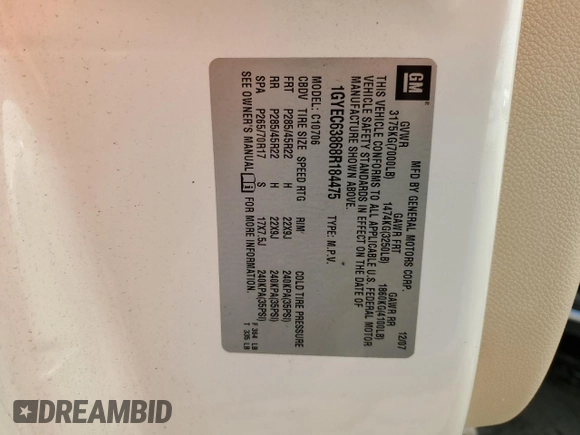 GM
MFD BY GENERAL MOTORS CORP. 12/07
GVWR GAWR FRT GAWR RR
3175KG(7000LB) 1474KG(3250LB) 1860KG(4100LB)
THIS VEHICLE CONFORMS TO ALL APPLICABLE U.S. FEDERAL MOTOR
VEHICLE SAFETY STANDARDS IN EFFECT ON THE DATE OF
MANUFACTURE SHOWN ABOVE.
1GYEC63868R184475 TYPE: M.P.V.
MODEL: C10706
CBDV TIRE SIZE SPEED RTG RIM COLD TIRE PRESSURE
FRT P285/45R22 H 22X9J 240KPA(35PSI)
RR P285/45R22 H 22X9J 240KPA(35PSI)
SPA P265/70R17 S 17X7.5J 240KPA(35PSI)
SEE OWNER'S MANUAL FOR MORE INFORMATION.
F 364 LB
T 335 LB
DREAMBID